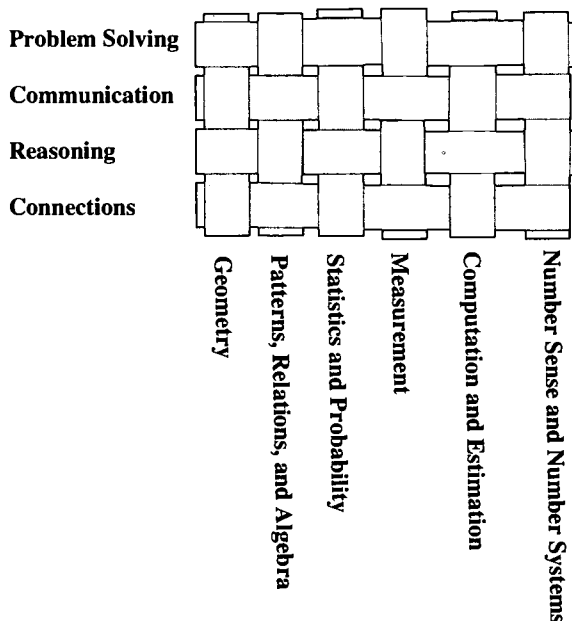 Problem Solving
Communication
Reasoning
Connections
Geometry
Patterns, Relations, and Algebra
Statistics and Probability
Measurement
Computation and Estimation
Number Sense and Number Systems